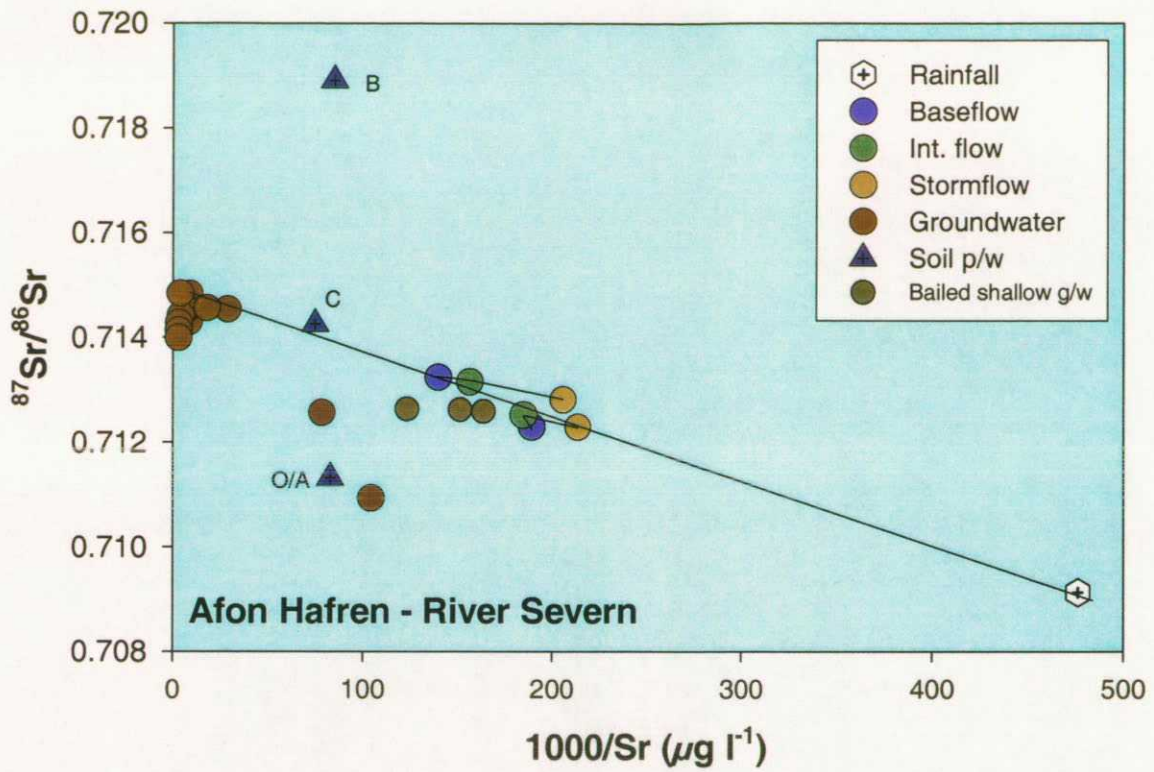 0.720
0.718
0.716
0.714
0.712
0.710
0.708
⁸⁷Sr/⁸⁶Sr
B
C
O/A
Rainfall
Baseflow
Int. flow
Stormflow
Groundwater
Soil p/w
Bailed shallow g/w
Afon Hafren - River Severn
0 100 200 300 400 500
1000/Sr (μg l⁻¹)